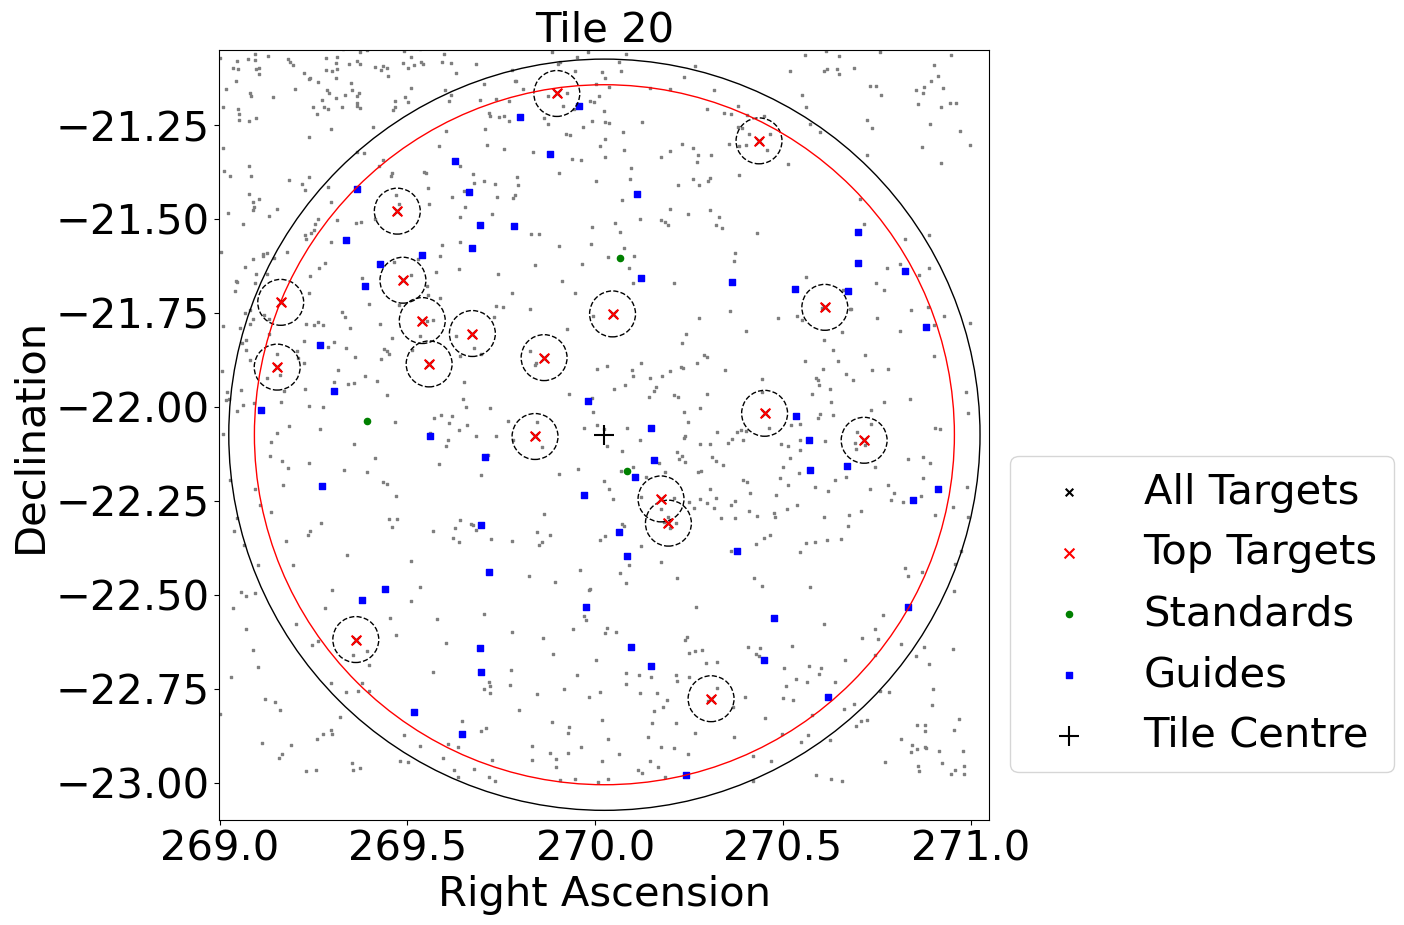 Tile 20
Declination
−21.25
−21.50
−21.75
−22.00
−22.25
−22.50
−22.75
−23.00
269.0 269.5 270.0 270.5 271.0
Right Ascension
All Targets
Top Targets
Standards
Guides
Tile Centre